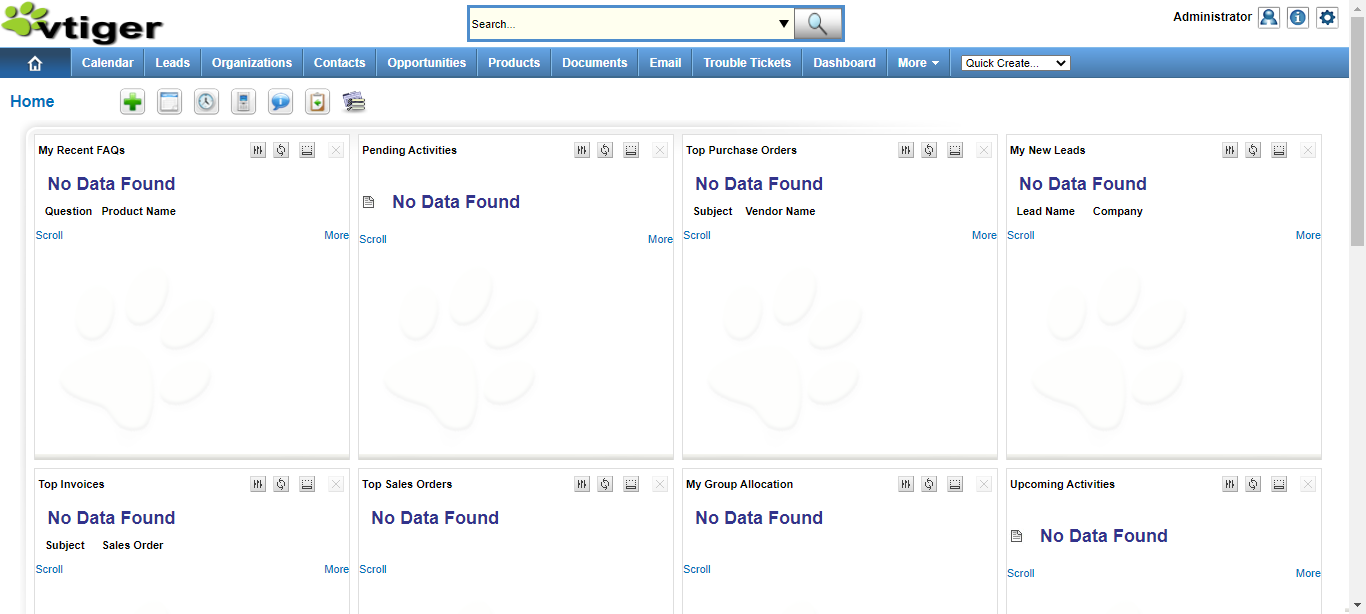 vtiger
Search...
Administrator
Calendar Leads Organizations Contacts Opportunities Products Documents Email Trouble Tickets Dashboard More Quick Create...
Home
My Recent FAQs
No Data Found
Question Product Name
Scroll More
Pending Activities
No Data Found
Scroll More
Top Purchase Orders
No Data Found
Subject Vendor Name
Scroll More
My New Leads
No Data Found
Lead Name Company
Scroll More
Top Invoices
No Data Found
Subject Sales Order
Scroll More
Top Sales Orders
No Data Found
Scroll
My Group Allocation
No Data Found
Scroll
Upcoming Activities
No Data Found
Scroll More